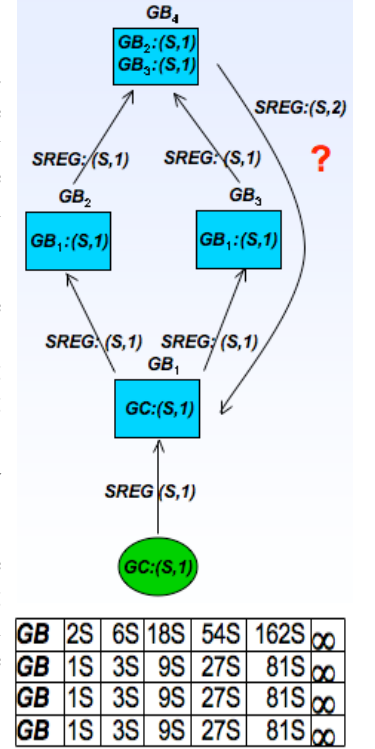 GB₄
GB₂:(S,1)
GB₃:(S,1)
SREG:(S,2)
?
SREG:(S,1) SREG:(S,1)
GB₂ GB₃
GB₁:(S,1) GB₁:(S,1)
SREG:(S,1) SREG:(S,1)
GB₁
GC:(S,1)
SREG(S,1)
GC:(S,1)
GB 2S 6S 18S 54S 162S ∞
GB 1S 3S 9S 27S 81S ∞
GB 1S 3S 9S 27S 81S ∞
GB 1S 3S 9S 27S 81S ∞